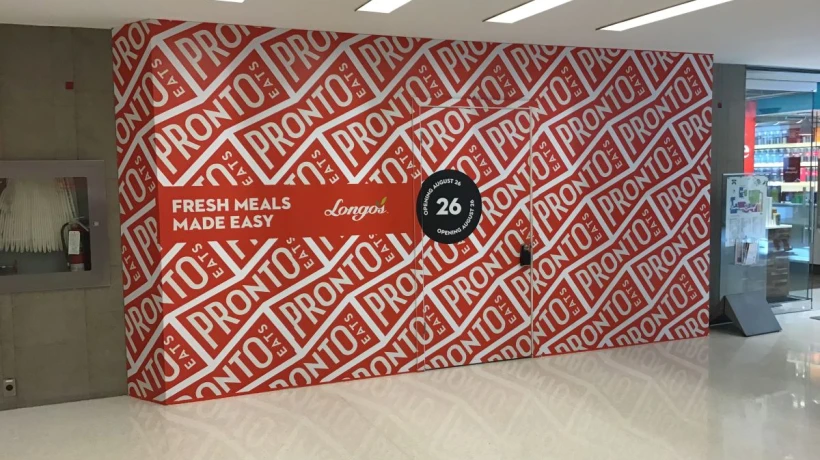 PRONTO EATS
FRESH MEALS
MADE EASY
Longo's
OPENING AUGUST 26
26
OPENING AUGUST 26